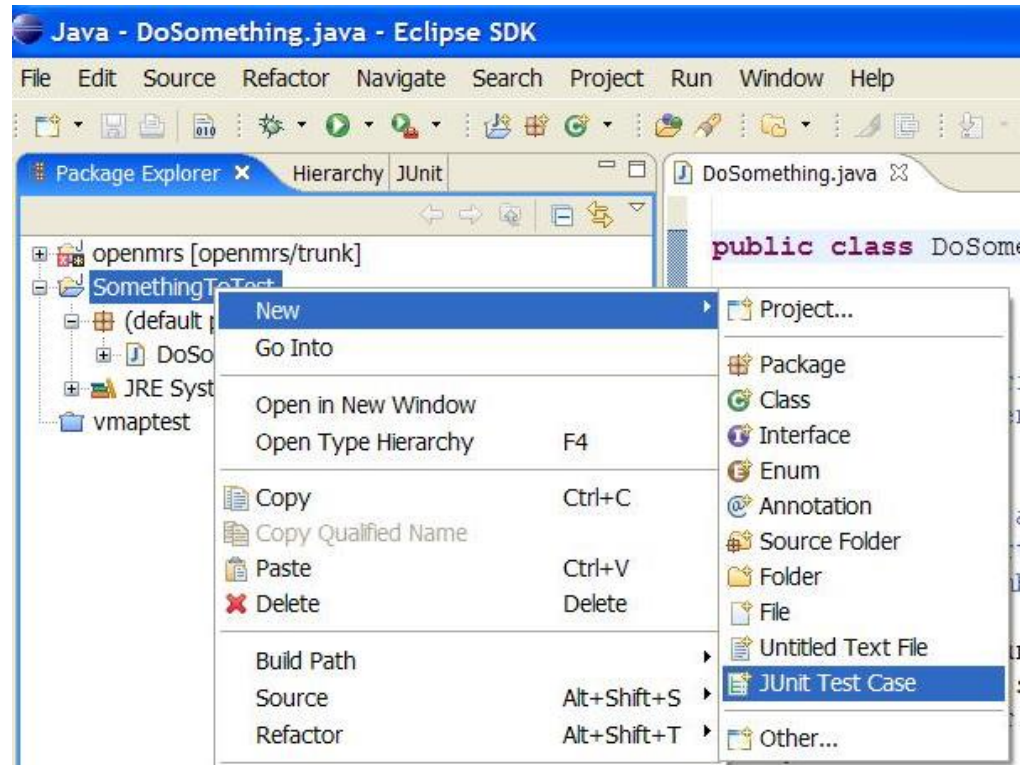 Java - DoSomething.java - Eclipse SDK
File Edit Source Refactor Navigate Search Project Run Window Help
Package Explorer Hierarchy JUnit
DoSomething.java
openmrs [openmrs/trunk]
SomethingToTest
(default
DoSo
JRE Syst
vmaptest
public class DoSome
New
Go Into
Open in New Window
Open Type Hierarchy F4
Copy Ctrl+C
Copy Qualified Name
Paste Ctrl+V
Delete Delete
Build Path
Source Alt+Shift+S
Refactor Alt+Shift+T
Project...
Package
Class
Interface
Enum
Annotation
Source Folder
Folder
File
Untitled Text File
JUnit Test Case
Other...